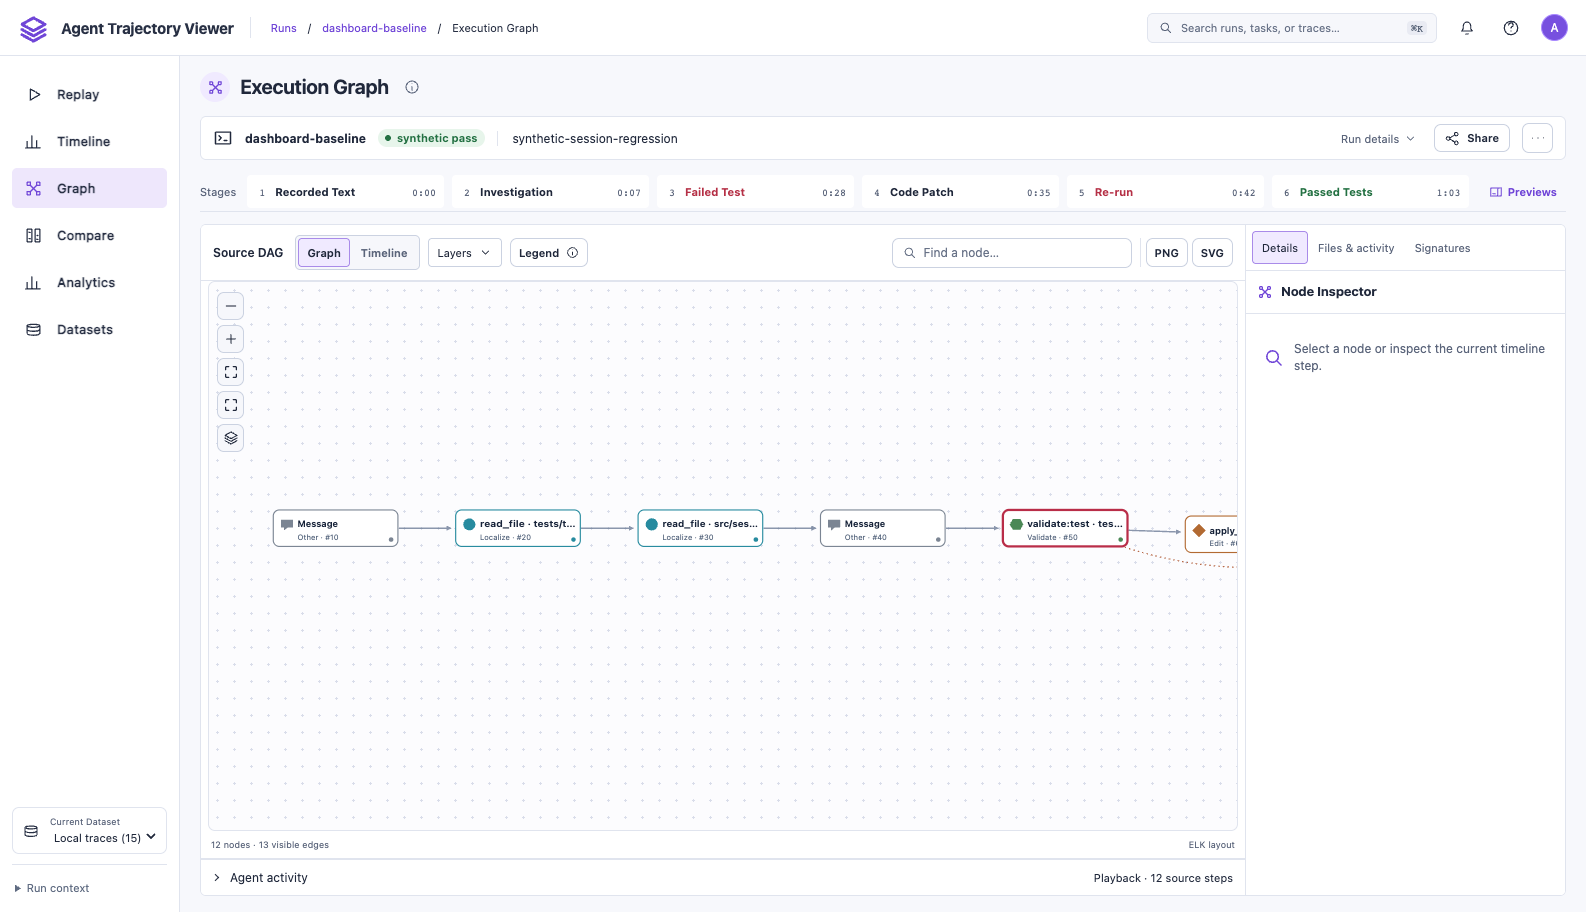 Agent Trajectory Viewer
Runs / dashboard-baseline / Execution Graph
Search runs, tasks, or traces...
⌘K
A
Replay
Timeline
Graph
Compare
Analytics
Datasets
Current Dataset
Local traces (15)
Run context
Execution Graph
dashboard-baseline
synthetic pass
synthetic-session-regression
Run details
Share
...
Stages
1 Recorded Text 0:00
2 Investigation 0:07
3 Failed Test 0:28
4 Code Patch 0:35
5 Re-run 0:42
6 Passed Tests 1:03
Previews
Source DAG
Graph
Timeline
Layers
Legend
Find a node...
PNG
SVG
Message
Other · #10
read_file · tests/t...
Localize · #20
read_file · src/ses...
Localize · #30
Message
Other · #40
validate:test · tes...
Validate · #50
apply_
Edit · #
12 nodes · 13 visible edges
ELK layout
Agent activity
Playback · 12 source steps
Details
Files & activity
Signatures
Node Inspector
Select a node or inspect the current timeline
step.